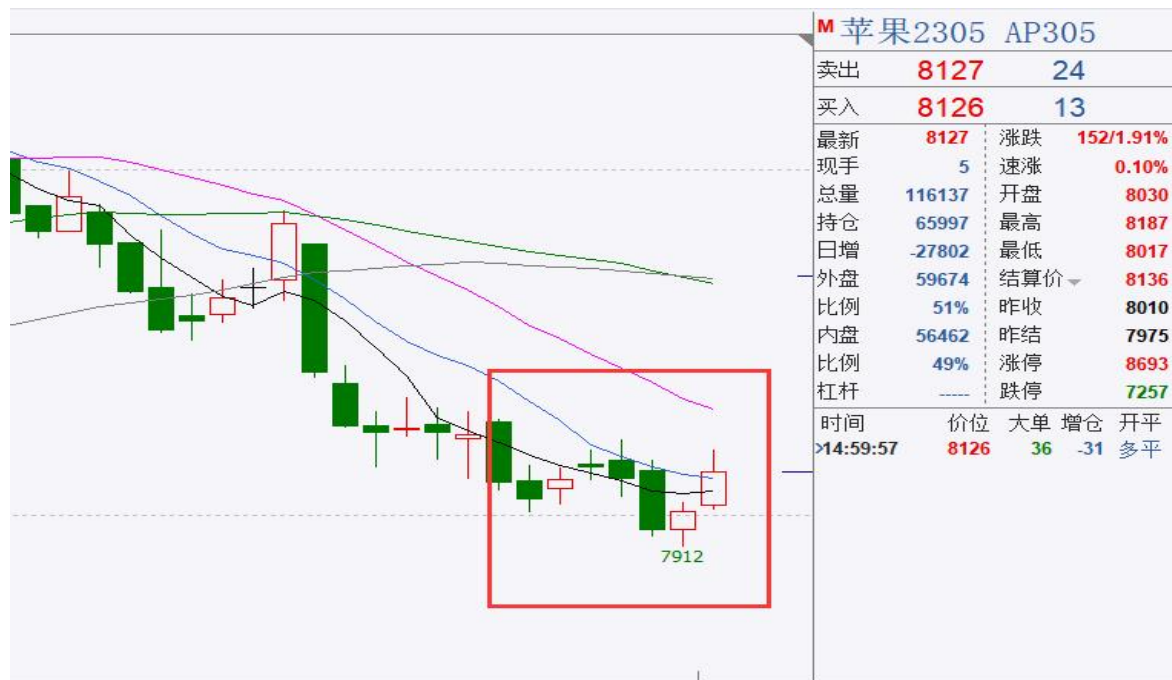 M 苹果2305 AP305
卖出 8127 24
买入 8126 13
最新 8127 涨跌 152/1.91%
现手 5 速涨 0.10%
总量 116137 开盘 8030
持仓 65997 最高 8187
日增 -27802 最低 8017
外盘 59674 结算价 8136
比例 51% 昨收 8010
内盘 56462 昨结 7975
比例 49% 涨停 8693
杠杆 ----- 跌停 7257
时间 价位 大单 增仓 开平
>14:59:57 8126 36 -31 多平
7912